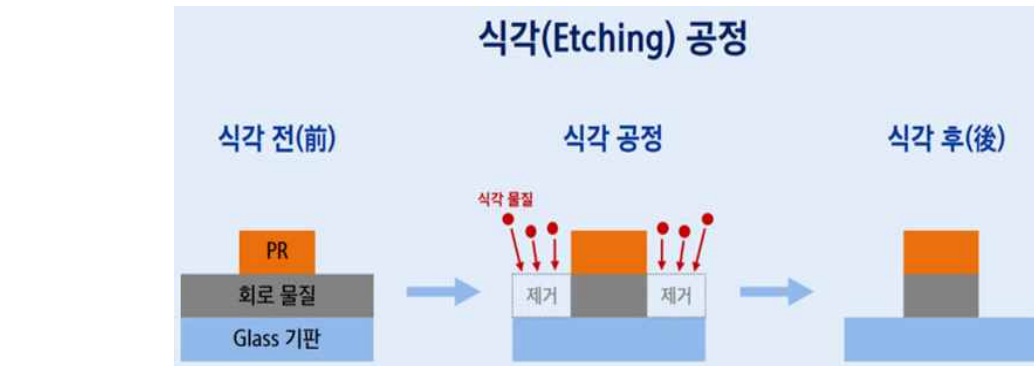 식각(Etching) 공정
식각 전(前)
식각 공정
식각 후(後)
식각 물질
PR
회로 물질
Glass 기판
제거
제거